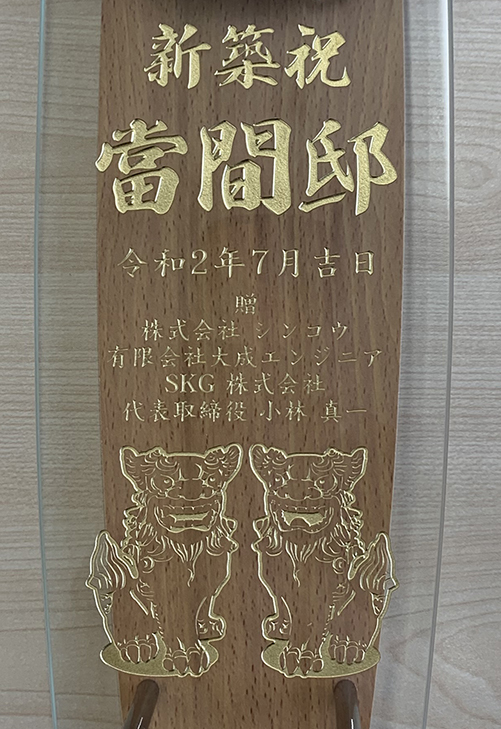 新築祝
當間邸
令和2年7月吉日
贈
株式会社 シンコウ
有限会社大成エンジニア
SKG 株式会社
代表取締役 小林 真一